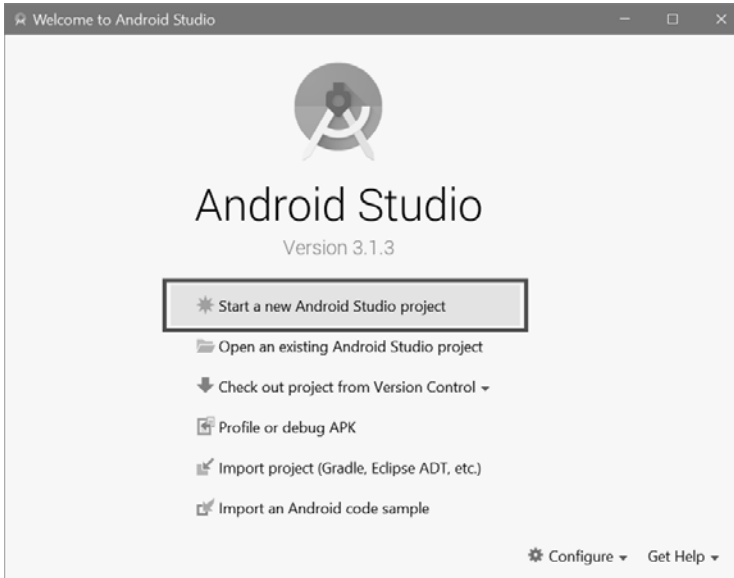 Welcome to Android Studio
Android Studio
Version 3.1.3
Start a new Android Studio project
Open an existing Android Studio project
Check out project from Version Control
Profile or debug APK
Import project (Gradle, Eclipse ADT, etc.)
Import an Android code sample
Configure Get Help